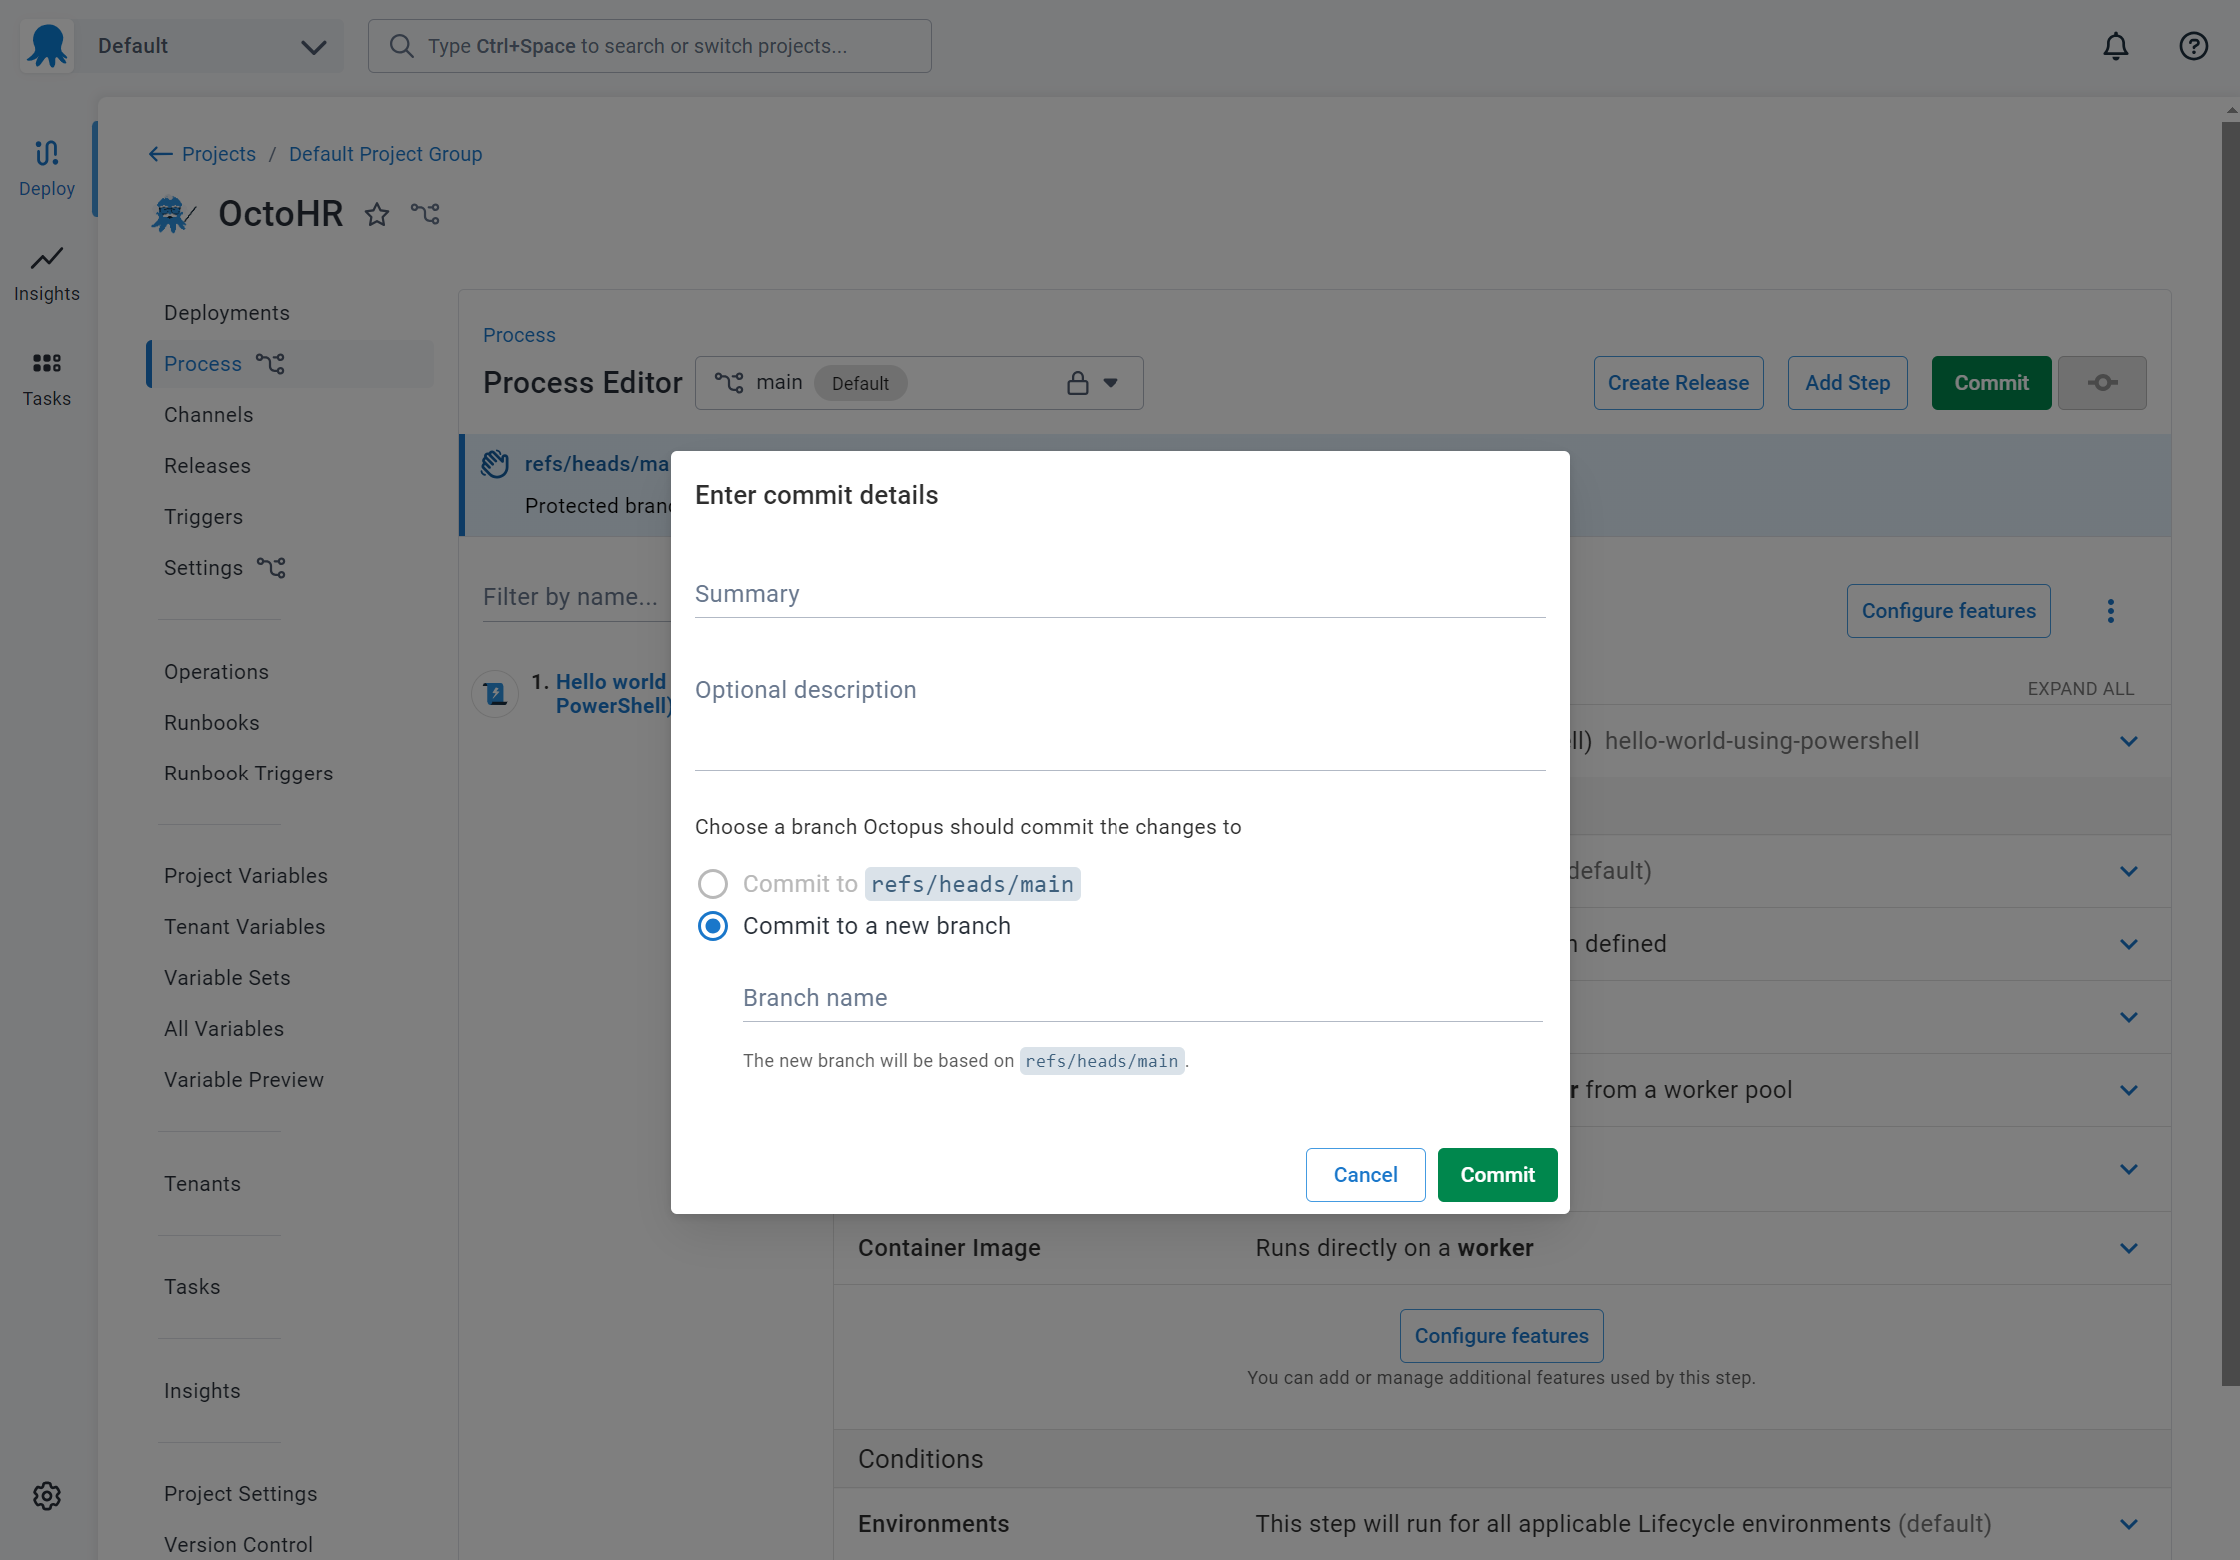 Default
Type Ctrl+Space to search or switch projects...
Deploy
Insights
Tasks
Projects / Default Project Group
OctoHR
Deployments
Process
Channels
Releases
Triggers
Settings
Operations
Runbooks
Runbook Triggers
Project Variables
Tenant Variables
Variable Sets
All Variables
Variable Preview
Tenants
Tasks
Insights
Project Settings
Version Control
Process
Process Editor
main Default
Create Release
Add Step
Commit
refs/heads/ma
Protected branc
Filter by name...
1. Hello world
PowerShell)
Configure features
EXPAND ALL
ll) hello-world-using-powershell
default)
n defined
r from a worker pool
Enter commit details
Summary
Optional description
Choose a branch Octopus should commit the changes to
Commit to refs/heads/main
Commit to a new branch
Branch name
The new branch will be based on refs/heads/main.
Cancel
Commit
Container Image Runs directly on a worker
Configure features
You can add or manage additional features used by this step.
Conditions
Environments This step will run for all applicable Lifecycle environments (default)